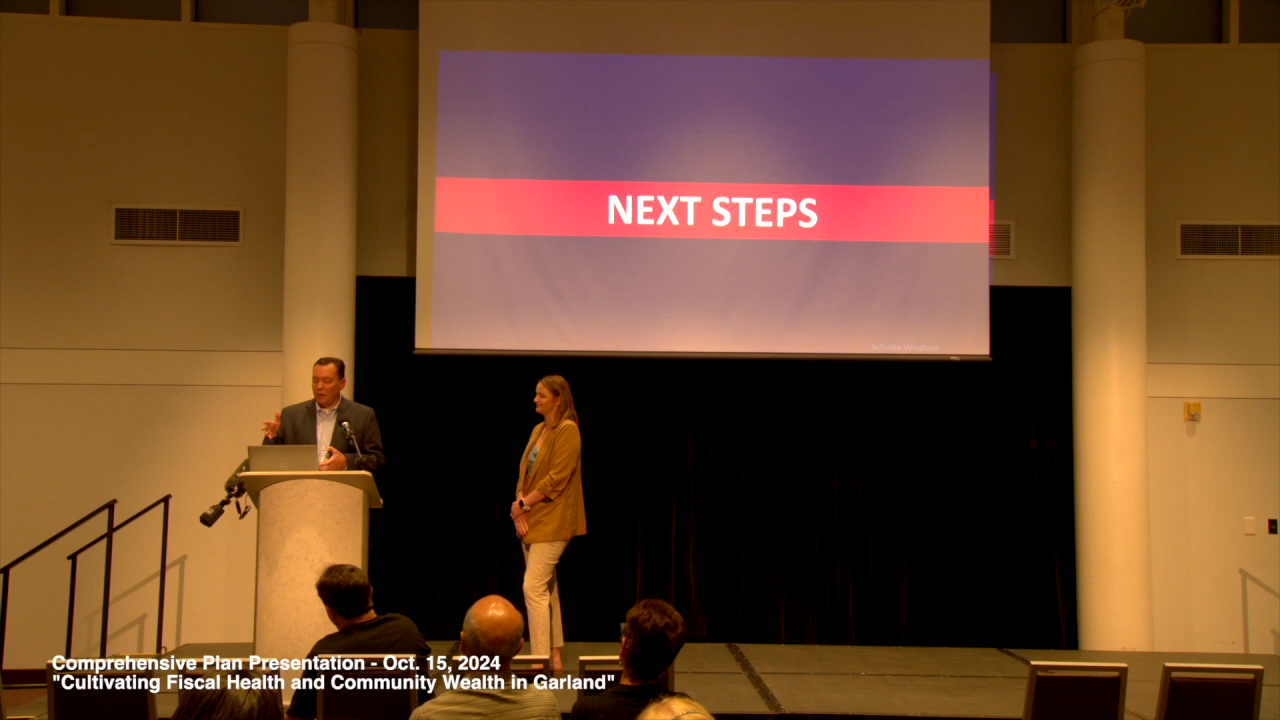 NEXT STEPS
Activate Windows
Comprehensive Plan Presentation - Oct. 15, 2024
"Cultivating Fiscal Health and Community Wealth in Garland"